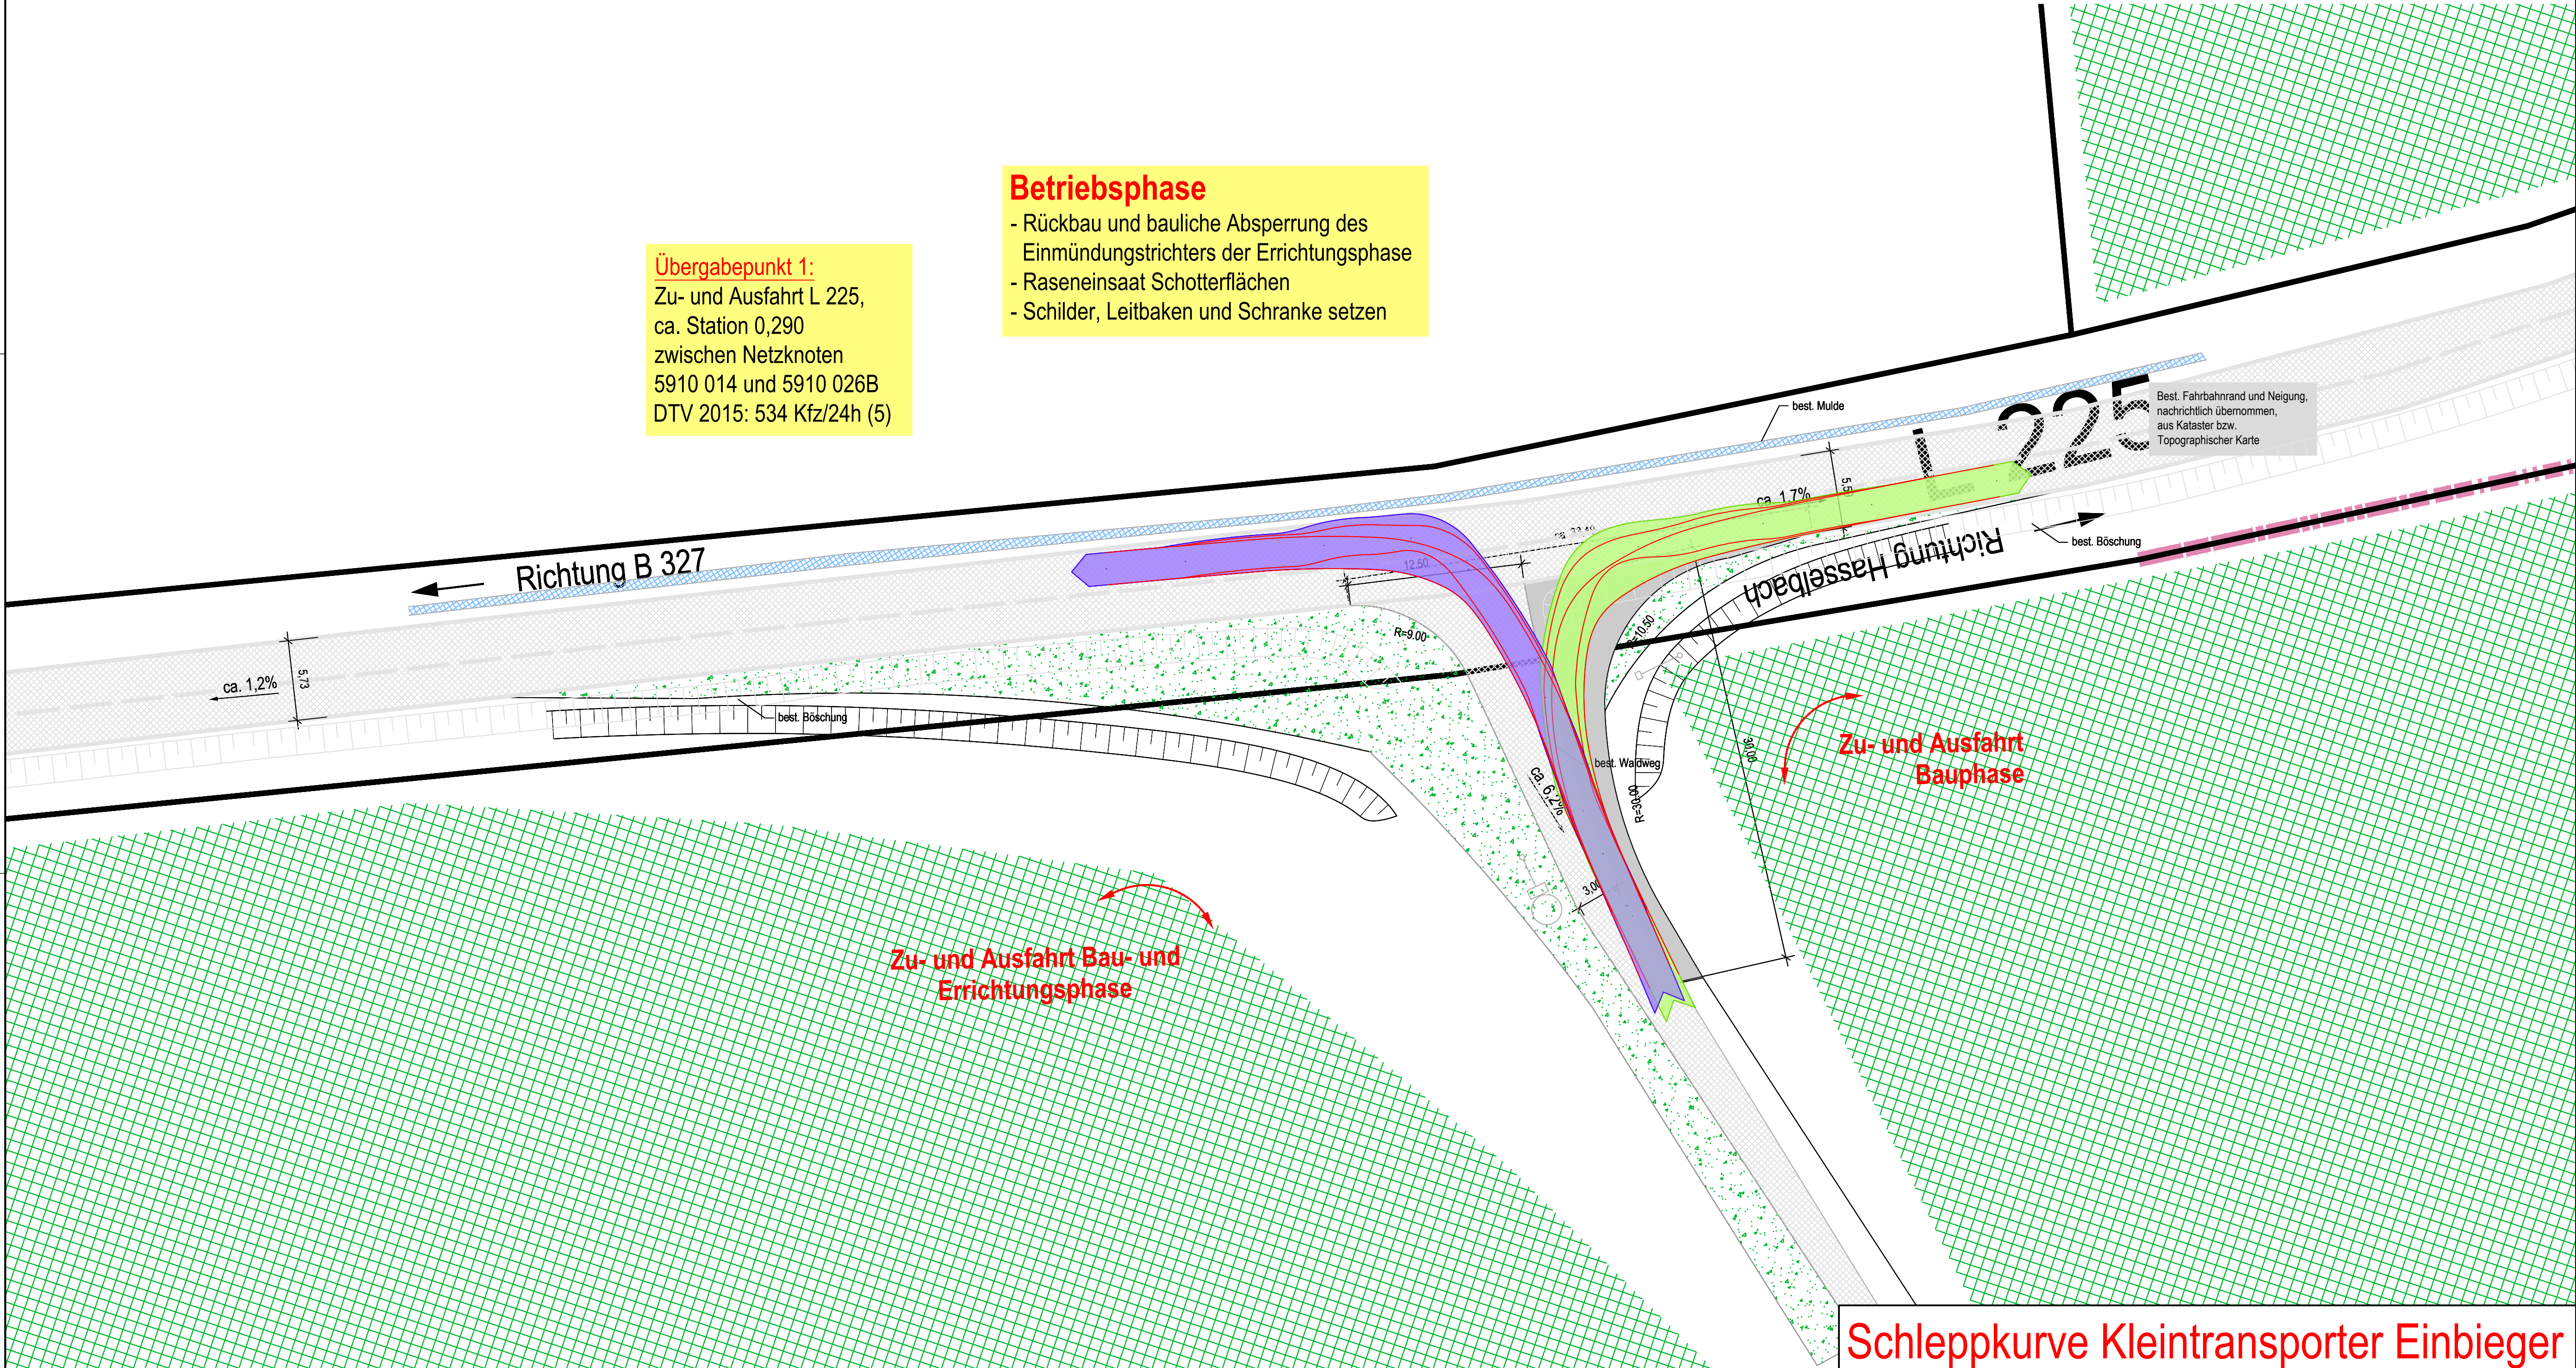 Betriebsphase
- Rückbau und bauliche Absperrung des
Einmündungstrichters der Errichtungsphase
- Raseneinsaat Schotterflächen
- Schilder, Leitbaken und Schranke setzen
Übergabepunkt 1:
Zu- und Ausfahrt L 225,
ca. Station 0,290
zwischen Netzknoten
5910 014 und 5910 026B
DTV 2015: 534 Kfz/24h (5)
best. Mulde
L 225
Best. Fahrbahnrand und Neigung,
nachrichtlich übernommen,
aus Kataster bzw.
Topographischer Karte
ca. 1,7%
best. Böschung
Richtung Hasselbach
Richtung B 327
12,50
R=9.00
R=10.50
ca. 1,2%
5,73
best. Böschung
best. Waldweg
ca. 6,2%
R=30.00
30,00
3,00
Zu- und Ausfahrt
Bauphase
Zu- und Ausfahrt Bau- und
Errichtungsphase
Schleppkurve Kleintransporter Einbieger